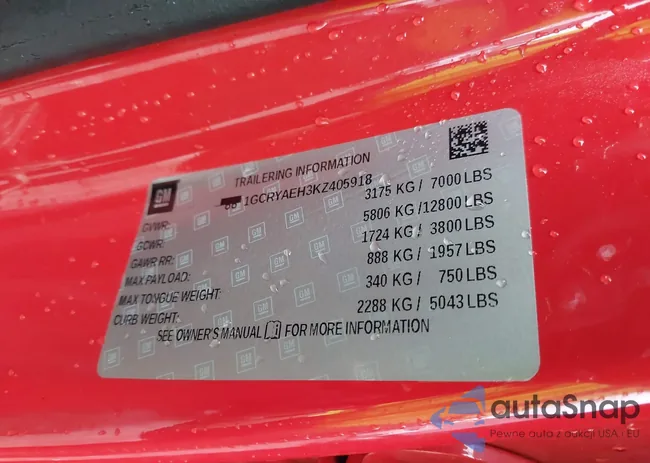 GM
TRAILERING INFORMATION
1GCRYAEH3KZ405918
GVWR: 3175 KG / 7000 LBS
GCWR: 5806 KG / 12800 LBS
GAWR RR: 1724 KG / 3800 LBS
MAX PAYLOAD: 888 KG / 1957 LBS
MAX TONGUE WEIGHT: 340 KG / 750 LBS
CURB WEIGHT: 2288 KG / 5043 LBS
SEE OWNER'S MANUAL FOR MORE INFORMATION
autaSnap
Pewne auta z aukcji USA i EU